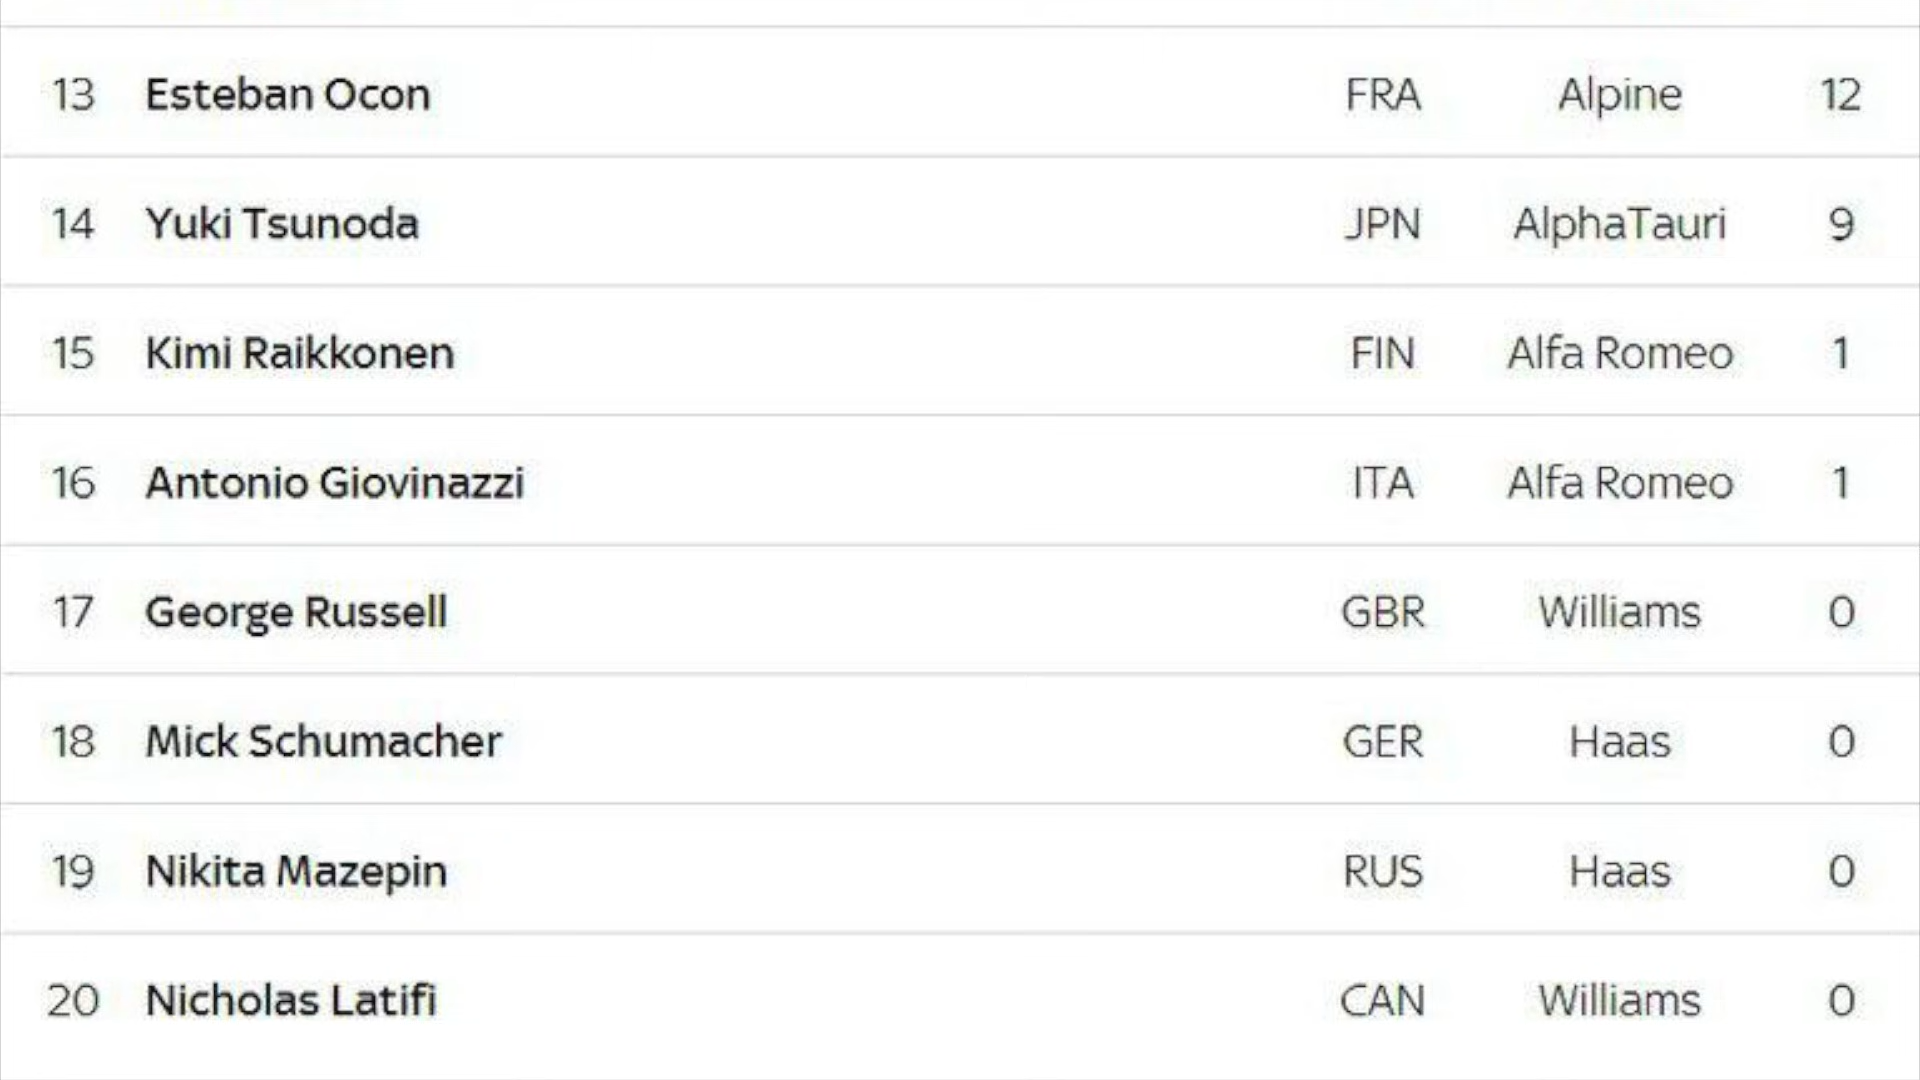 13 Esteban Ocon FRA Alpine 12
14 Yuki Tsunoda JPN AlphaTauri 9
15 Kimi Raikkonen FIN Alfa Romeo 1
16 Antonio Giovinazzi ITA Alfa Romeo 1
17 George Russell GBR Williams 0
18 Mick Schumacher GER Haas 0
19 Nikita Mazepin RUS Haas 0
20 Nicholas Latifi CAN Williams 0